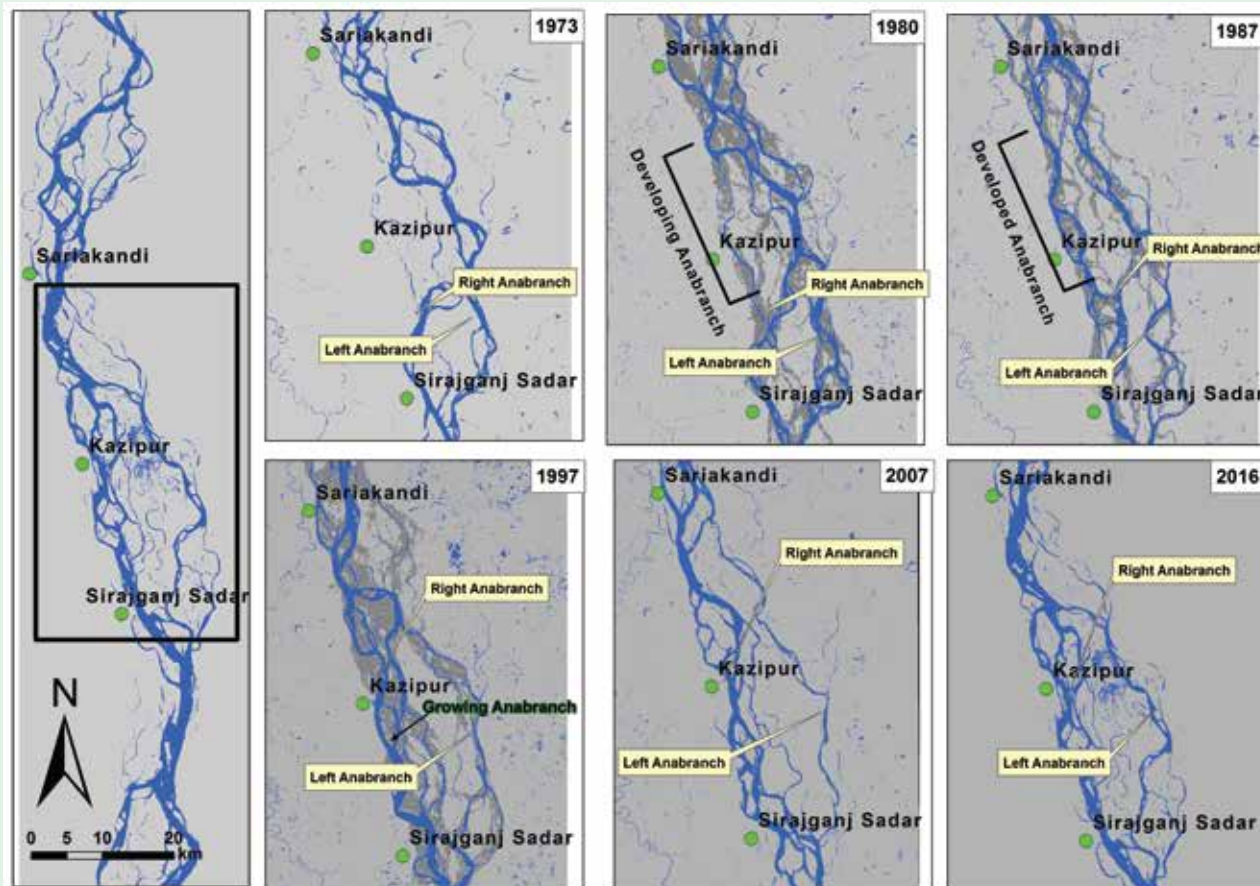 Sariakandi
Kazipur
Sirajganj Sadar
N
0 5 10 20
km
1973
Sariakandi
Kazipur
Right Anabranch
Left Anabranch
Sirajganj Sadar
1980
Sariakandi
Developing Anabranch
Kazipur
Right Anabranch
Left Anabranch
Sirajganj Sadar
1987
Sariakandi
Developed Anabranch
Kazipur
Right Anabranch
Left Anabranch
Sirajganj Sadar
1997
Sariakandi
Right Anabranch
Kazipur
Growing Anabranch
Left Anabranch
Sirajganj Sadar
2007
Sariakandi
Right Anabranch
Kazipur
Left Anabranch
Sirajganj Sadar
2016
Sariakandi
Right Anabranch
Kazipur
Left Anabranch
Sirajganj Sadar